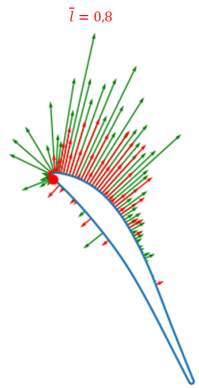 l̅ = 0,8